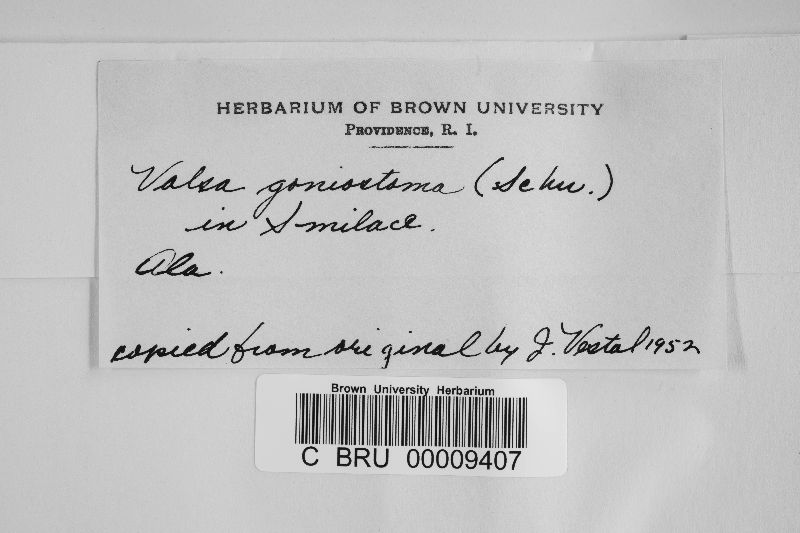 HERBARIUM OF BROWN UNIVERSITY
PROVIDENCE, R. I.
Valsa goniostoma (Schw.)
in Smilace.
Ala.
copied from original by J. Vestal 1952
Brown University Herbarium
C BRU 00009407